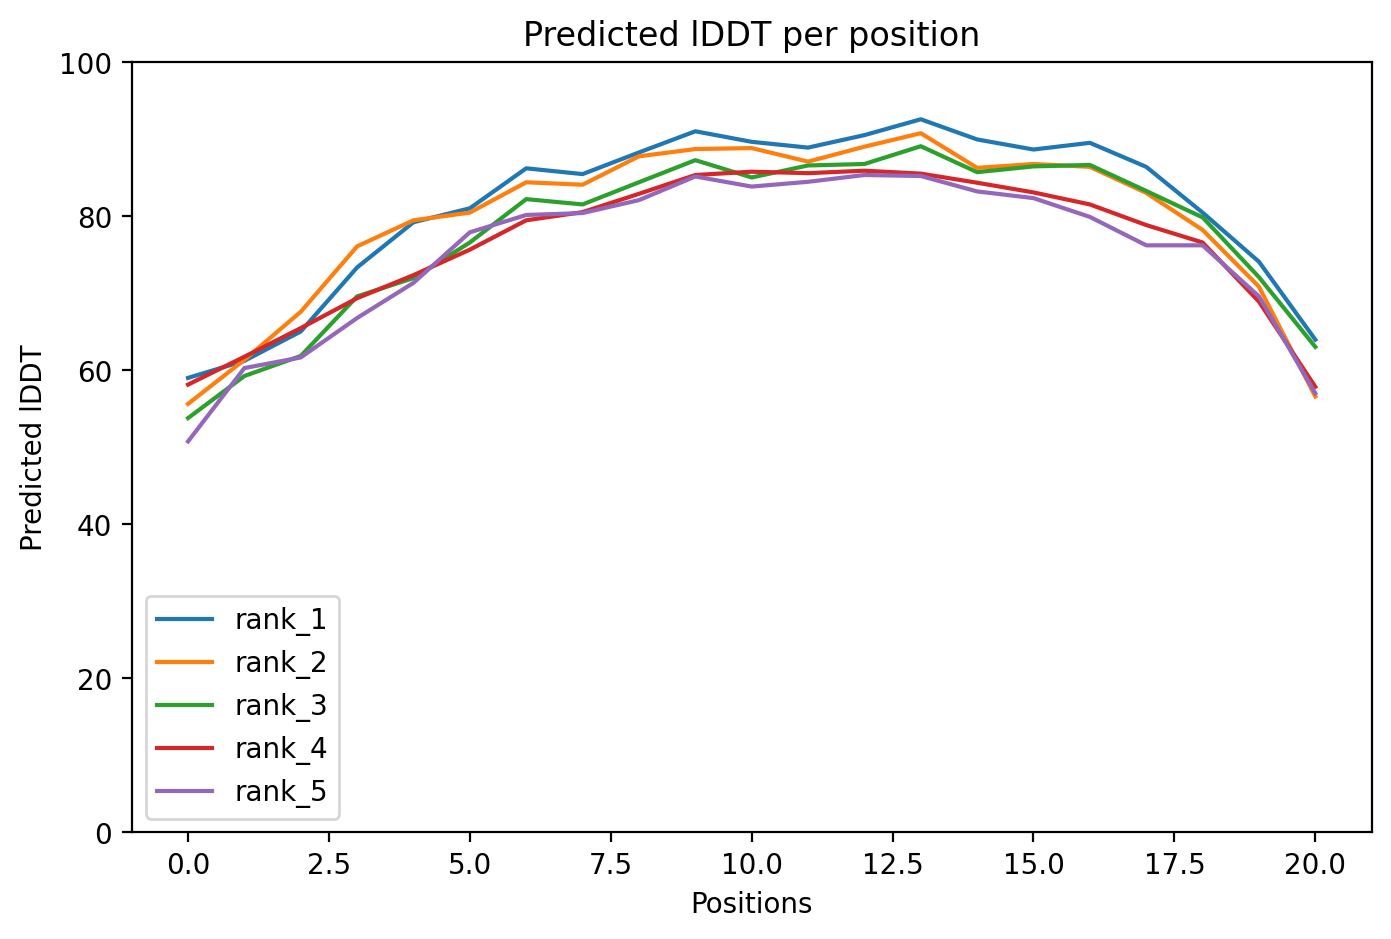 Predicted lDDT per position
100
80
60
40
20
0
Predicted lDDT
rank_1
rank_2
rank_3
rank_4
rank_5
0.0 2.5 5.0 7.5 10.0 12.5 15.0 17.5 20.0
Positions